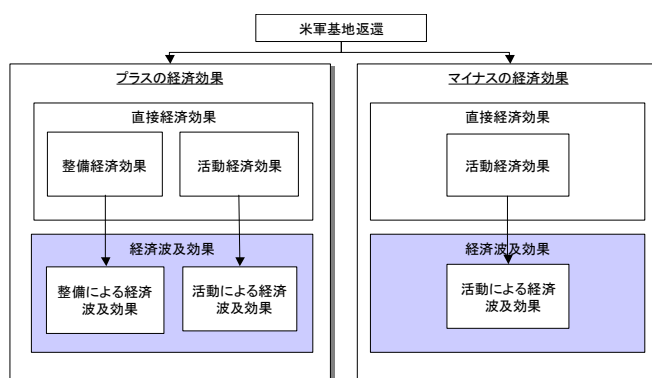 米軍基地返還
プラスの経済効果
直接経済効果
整備経済効果
活動経済効果
経済波及効果
整備による経済
波及効果
活動による経済
波及効果
マイナスの経済効果
直接経済効果
活動経済効果
経済波及効果
活動による経済
波及効果